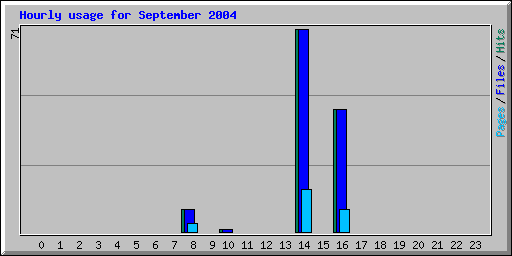 Hourly usage for September 2004
71
Pages/Files/Hits
0 1 2 3 4 5 6 7 8 9 10 11 12 13 14 15 16 17 18 19 20 21 22 23